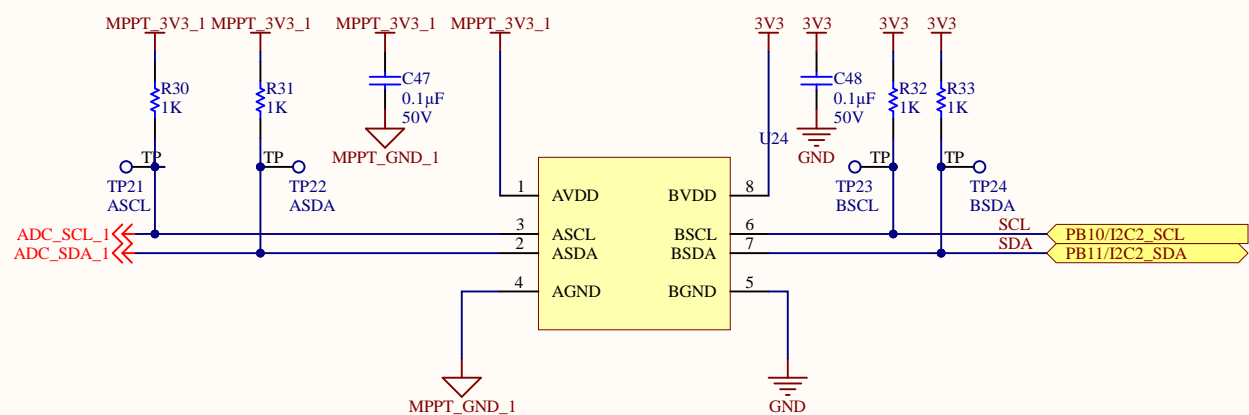 MPPT_3V3_1 MPPT_3V3_1 MPPT_3V3_1 MPPT_3V3_1 3V3 3V3 3V3 3V3
R30
1K
R31
1K
C47
0.1µF
50V
C48
0.1µF
50V
R32
1K
R33
1K
MPPT_GND_1
U24
GND
TP
TP21
ASCL
TP
TP22
ASDA
TP
TP23
BSCL
TP
TP24
BSDA
1 AVDD BVDD 8
ADC_SCL_1 3 ASCL BSCL 6 SCL PB10/I2C2_SCL
ADC_SDA_1 2 ASDA BSDA 7 SDA PB11/I2C2_SDA
4 AGND BGND 5
MPPT_GND_1 GND